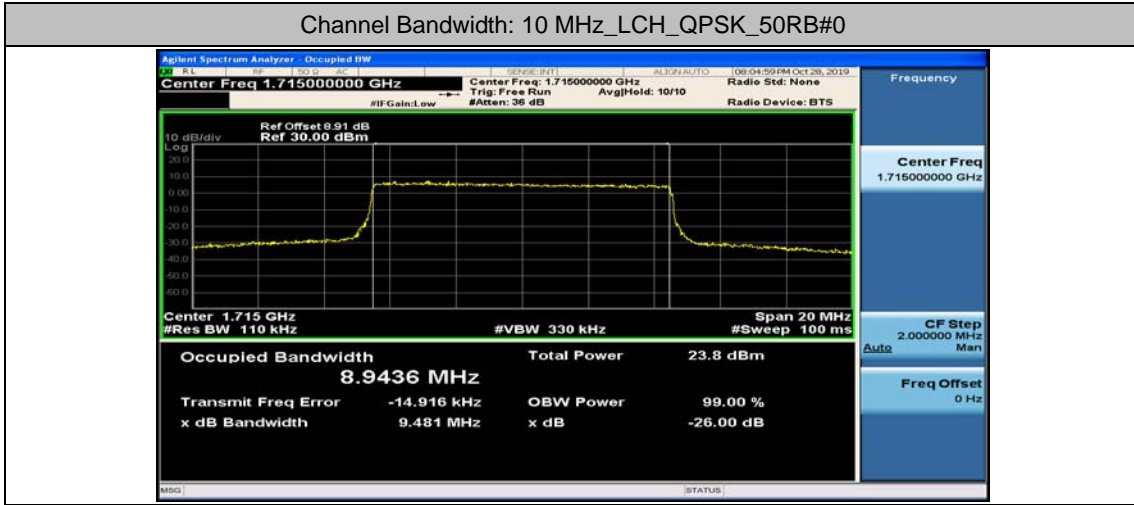 Channel Bandwidth: 10 MHz_LCH_QPSK_50RB#0
Agilent Spectrum Analyzer - Occupied BW
RL RF 50 Ω AC SENSE:INT ALIGN AUTO 08:04:59 PM Oct 28, 2019
Center Freq 1.715000000 GHz
Center Freq: 1.715000000 GHz
Radio Std: None
Trig: Free Run Avg|Hold: 10/10
#IFGain:Low #Atten: 36 dB Radio Device: BTS
Ref Offset 8.91 dB
10 dB/div Ref 30.00 dBm
Log
20.0
10.0
0.00
-10.0
-20.0
-30.0
-40.0
-50.0
-60.0
Center 1.715 GHz Span 20 MHz
#Res BW 110 kHz #VBW 330 kHz #Sweep 100 ms
Occupied Bandwidth Total Power 23.8 dBm
8.9436 MHz
Transmit Freq Error -14.916 kHz OBW Power 99.00 %
x dB Bandwidth 9.481 MHz x dB -26.00 dB
MSG STATUS
Frequency
Center Freq
1.715000000 GHz
CF Step
2.000000 MHz
Auto Man
Freq Offset
0 Hz